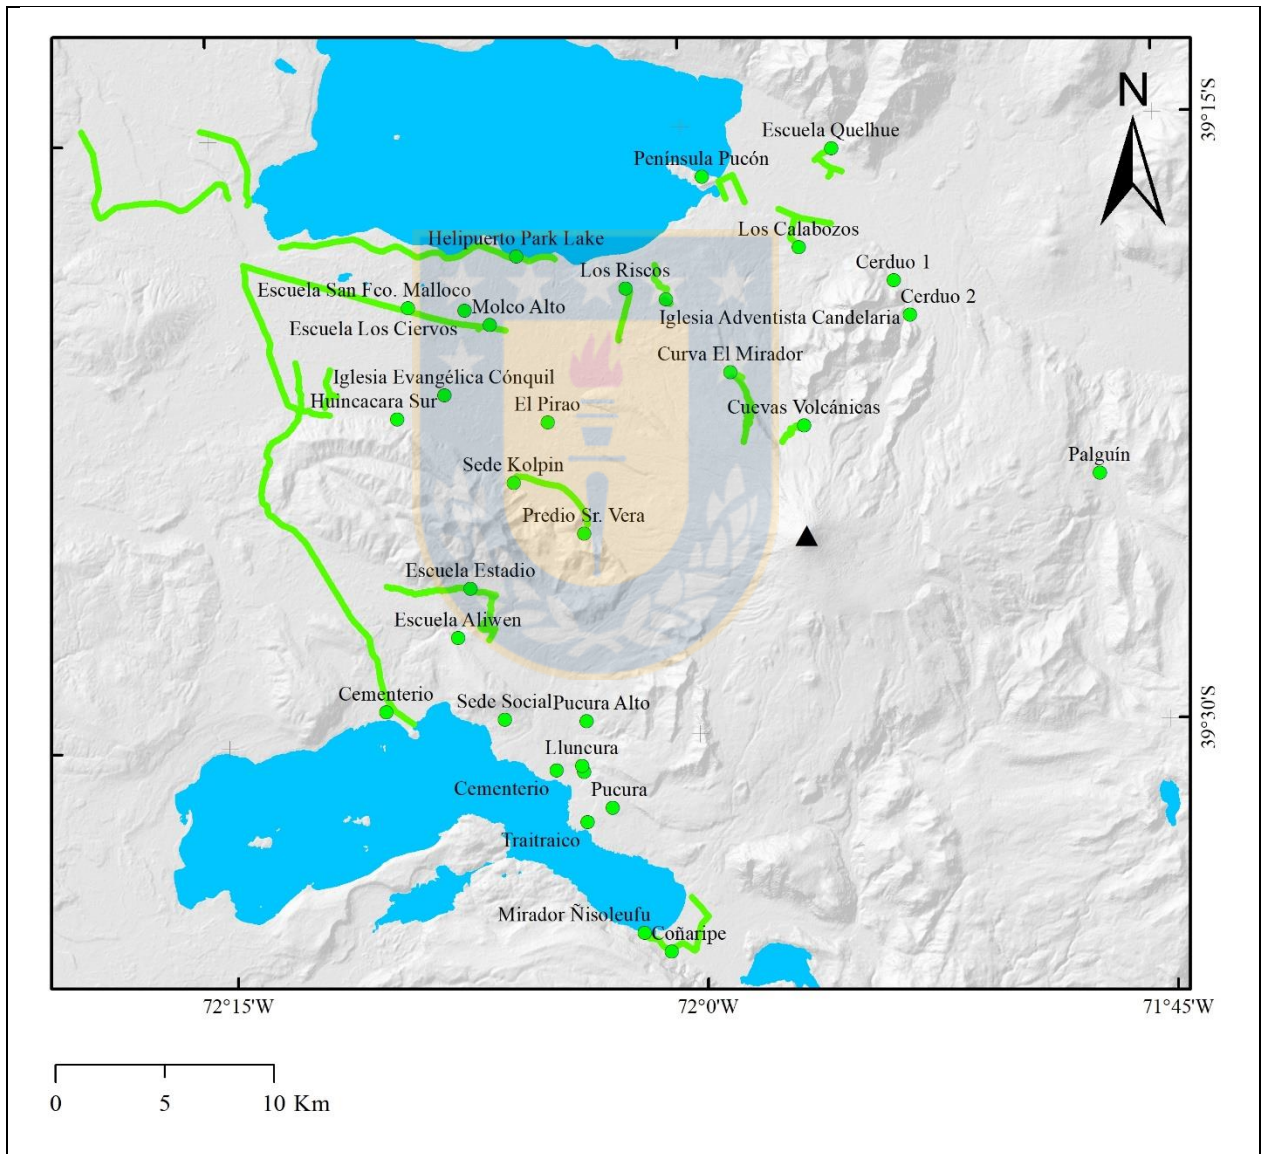 N
39°15'S
Escuela Quelhue
Península Pucón
Los Calabozos
Helipuerto Park Lake
Cerduo 1
Los Riscos
Escuela San Fco. Malloco
Cerduo 2
Molco Alto
Iglesia Adventista Candelaria
Escuela Los Ciervos
Curva El Mirador
Iglesia Evangélica Cónquil
Huincacara Sur
El Pirao
Cuevas Volcánicas
Palguín
Sede Kolpin
Predio Sr. Vera
Escuela Estadio
Escuela Aliwen
Cementerio
Sede Social
Pucura Alto
39°30'S
Lluncura
Cementerio
Pucura
Traitraico
Mirador Ñisoleufu
Coñaripe
72°15'W
72°0'W
71°45'W
0
5
10 Km